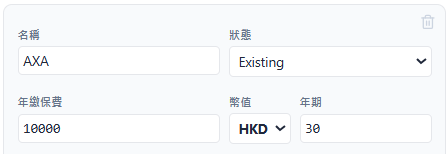 名稱 狀態
AXA Existing
年繳保費 幣值 年期
10000 HKD 30